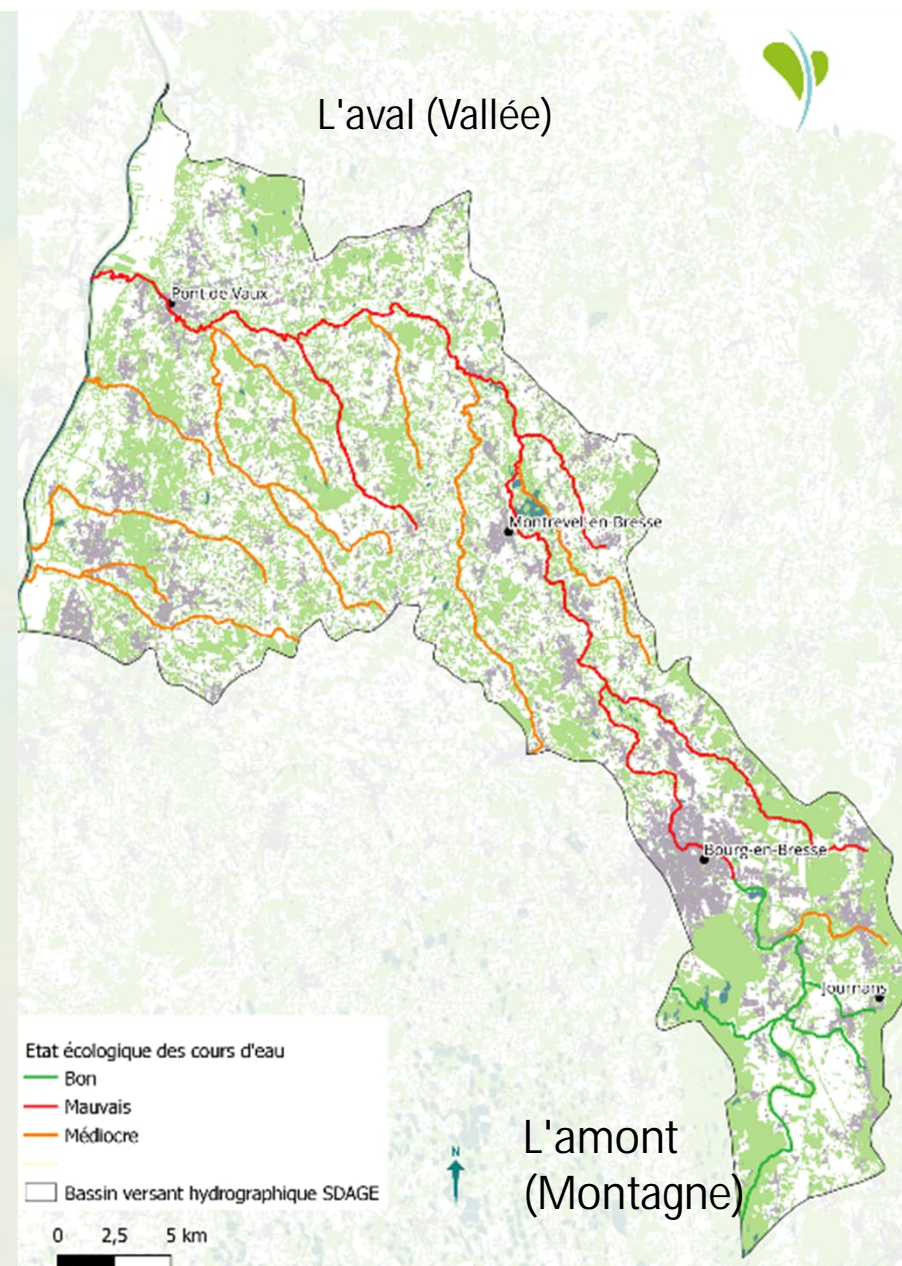 L'aval (Vallée)
Pont de Vaux
Montrevel-en-Bresse
Bourg-en-Bresse
Journans
Etat écologique des cours d'eau
Bon
Mauvais
Médiocre
Bassin versant hydrographique SDAGE
0 2,5 5 km
N
L'amont
(Montagne)